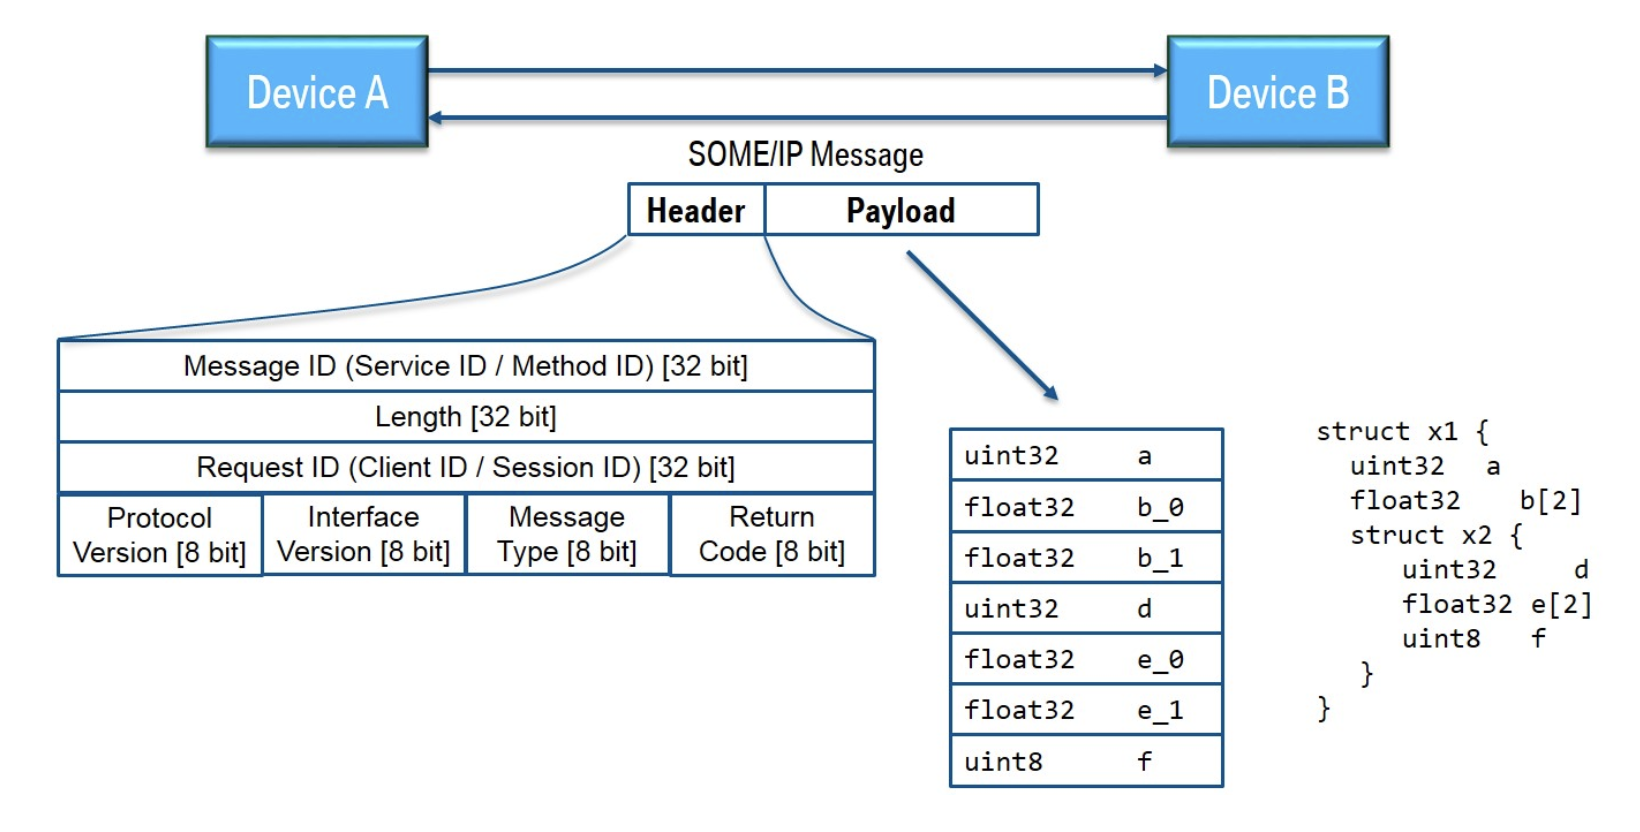 Device A
Device B
SOME/IP Message
Header
Payload
Message ID (Service ID / Method ID) [32 bit]
Length [32 bit]
Request ID (Client ID / Session ID) [32 bit]
Protocol
Version [8 bit]
Interface
Version [8 bit]
Message
Type [8 bit]
Return
Code [8 bit]
uint32 a
float32 b_0
float32 b_1
uint32 d
float32 e_0
float32 e_1
uint8 f
struct x1 {
uint32 a
float32 b[2]
struct x2 {
uint32 d
float32 e[2]
uint8 f
}
}